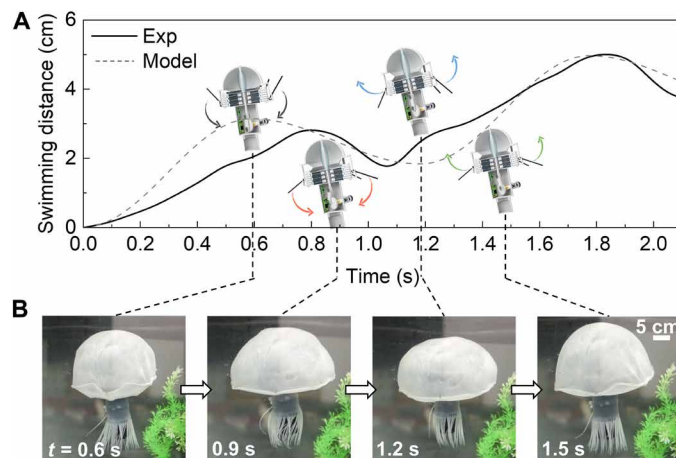 A
Swimming distance (cm)
6
4
2
0
Exp
Model
0.0 0.2 0.4 0.6 0.8 1.0 1.2 1.4 1.6 1.8 2.0
Time (s)
B
5 cm
t = 0.6 s
0.9 s
1.2 s
1.5 s